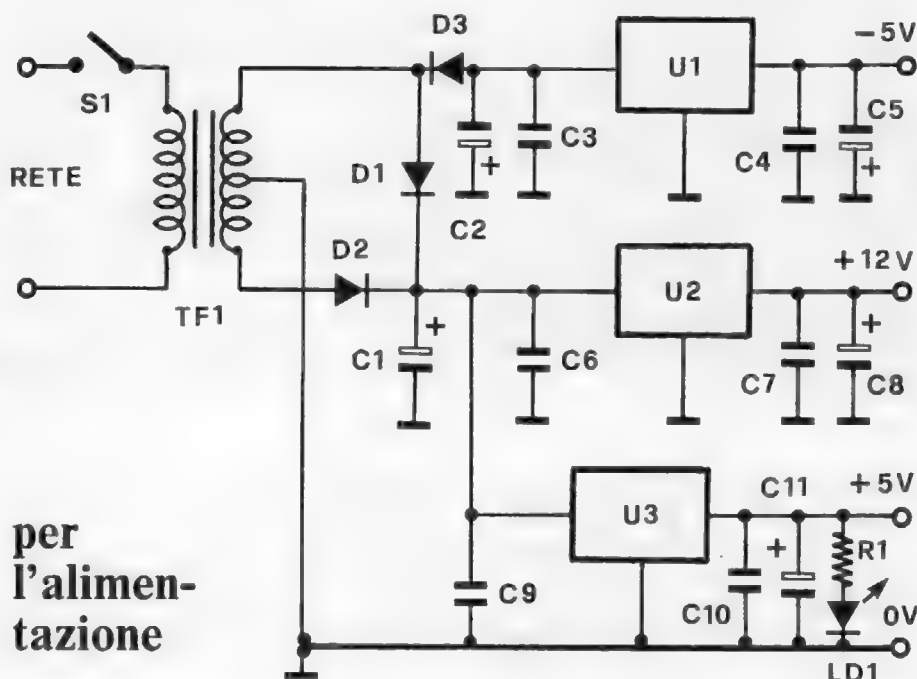 D3
-5V
S1
U1
C5
C3
C4
RETE
D1
C2
D2
+12V
U2
TF1
C1
C6
C7
C8
C11
+5V
U3
R1
per
l'alimen-
tazione
C9
C10
0V
LD1